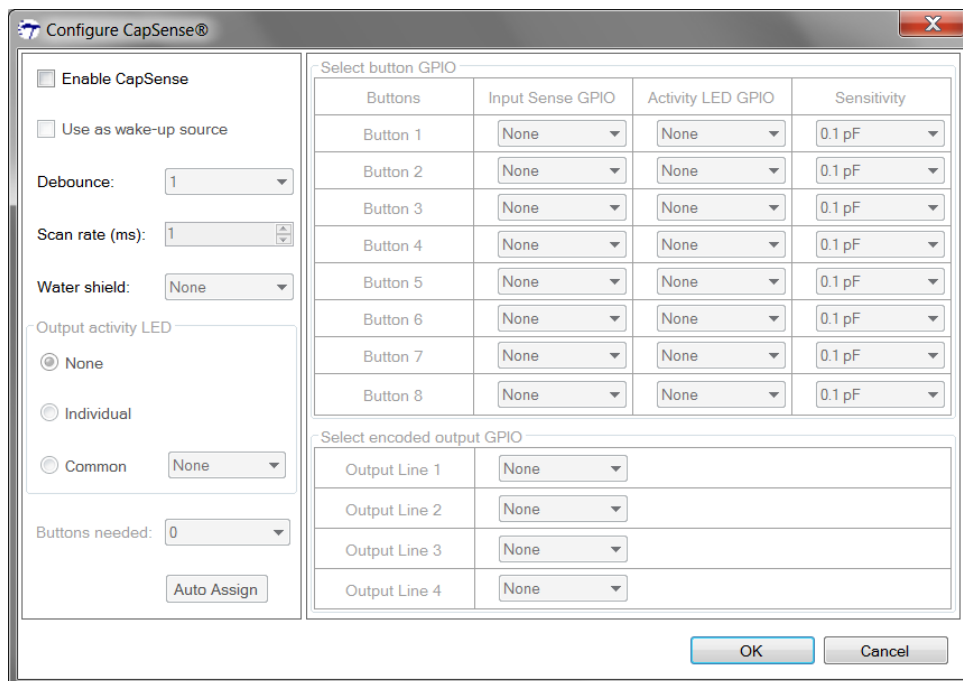 Configure CapSense®
Enable CapSense
Use as wake-up source
Debounce: 1
Scan rate (ms): 1
Water shield: None
Output activity LED
None
Individual
Common None
Buttons needed: 0
Auto Assign
Select button GPIO
Buttons Input Sense GPIO Activity LED GPIO Sensitivity
Button 1 None None 0.1 pF
Button 2 None None 0.1 pF
Button 3 None None 0.1 pF
Button 4 None None 0.1 pF
Button 5 None None 0.1 pF
Button 6 None None 0.1 pF
Button 7 None None 0.1 pF
Button 8 None None 0.1 pF
Select encoded output GPIO
Output Line 1 None
Output Line 2 None
Output Line 3 None
Output Line 4 None
OK Cancel